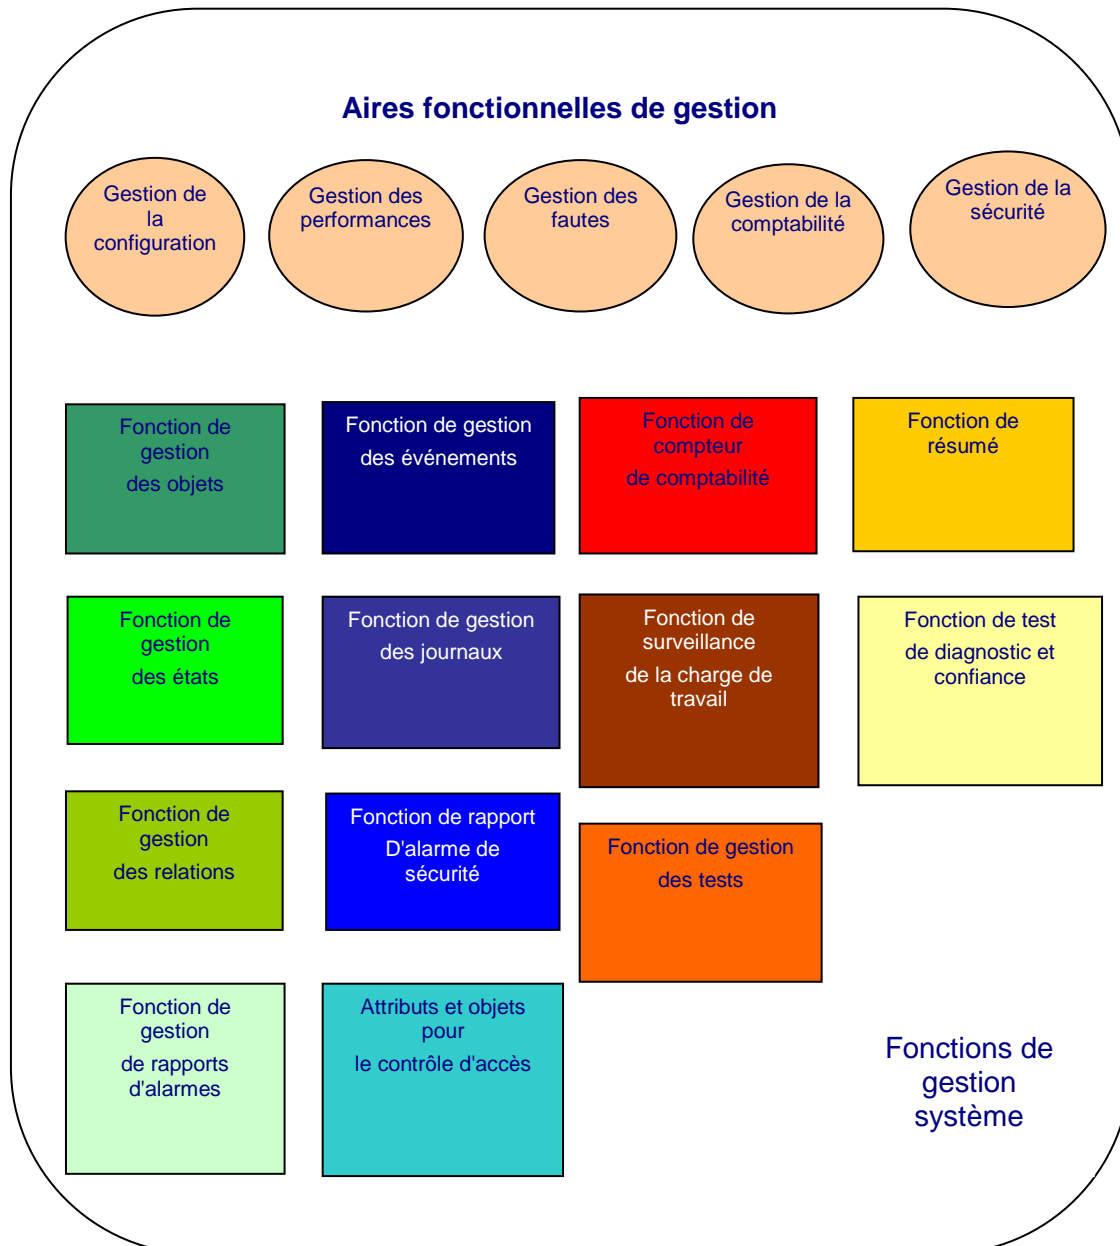 Aires fonctionnelles de gestion
Gestion de
la
configuration
Gestion des
performances
Gestion des
fautes
Gestion de la
comptabilité
Gestion de la
sécurité
Fonction de
gestion
des objets
Fonction de gestion
des événements
Fonction de
compteur
de comptabilité
Fonction de
résumé
Fonction de
gestion
des états
Fonction de gestion
des journaux
Fonction de
surveillance
de la charge de
travail
Fonction de test
de diagnostic et
confiance
Fonction de
gestion
des relations
Fonction de rapport
D'alarme de
sécurité
Fonction de gestion
des tests
Fonction de
gestion
de rapports
d'alarmes
Attributs et objets
pour
le contrôle d'accès
Fonctions de
gestion
système